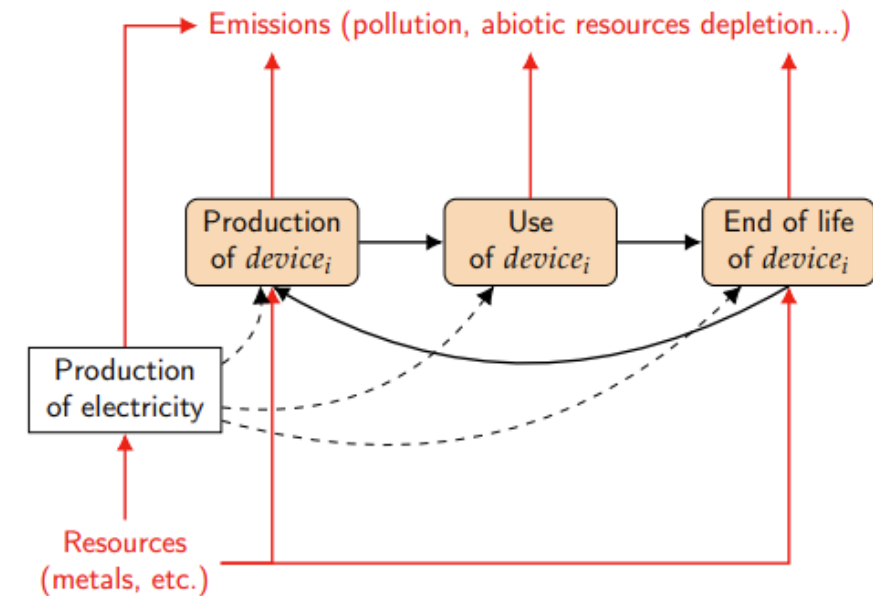 Emissions (pollution, abiotic resources depletion...)
Production
of device_i
Use
of device_i
End of life
of device_i
Production
of electricity
Resources
(metals, etc.)